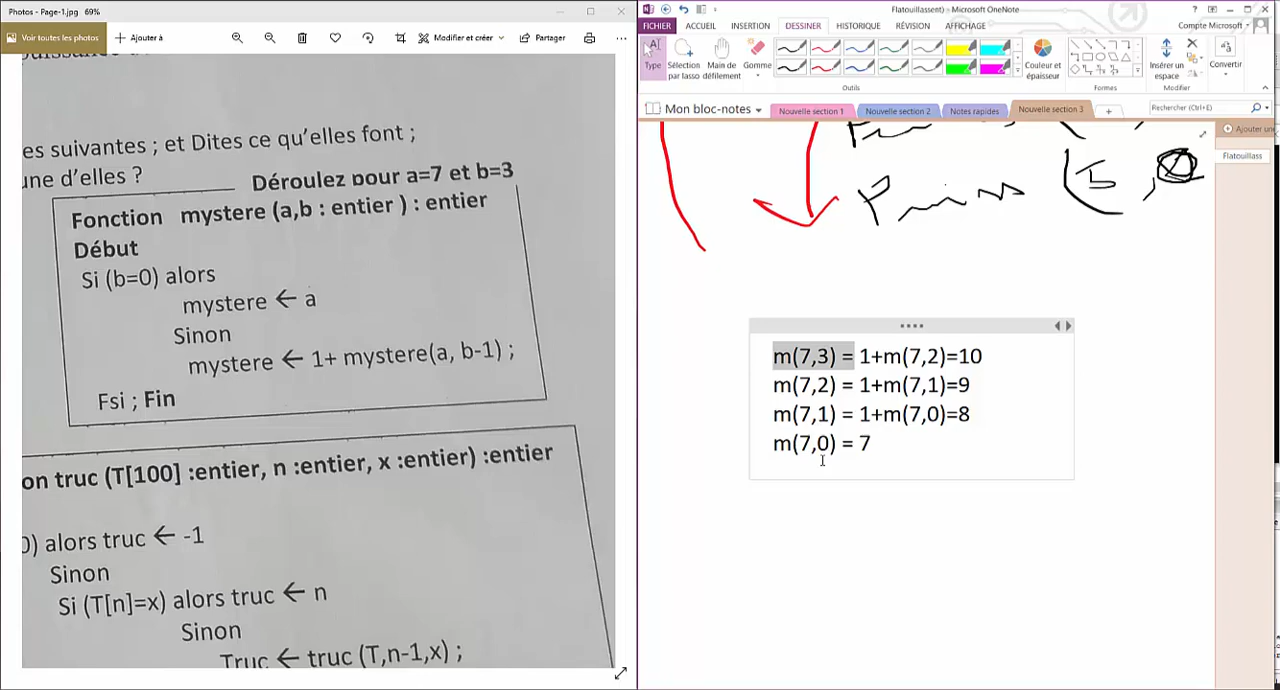 Photos - Page-1.jpg 69%
Voir toutes les photos
Ajouter à
Modifier et créer
Partager
es suivantes ; et Dites ce qu'elles font ;
une d'elles ?
Déroulez pour a=7 et b=3
Fonction mystere (a,b : entier ) : entier
Début
Si (b=0) alors
mystere ← a
Sinon
mystere ← 1+ mystere(a, b-1) ;
Fsi ; Fin
on truc (T[100] :entier, n :entier, x :entier) :entier
0) alors truc ← -1
Sinon
Si (T[n]=x) alors truc ← n
Sinon
Truc ← truc (T,n-1,x) ;
Flatouillassent) - Microsoft OneNote
FICHIER ACCUEIL INSERTION DESSINER HISTORIQUE RÉVISION AFFICHAGE
Compte Microsoft
Type
Sélection par lasso
Main de défilement
Gomme
Couleur et épaisseur
Insérer un espace
Convertir
Outils
Formes
Modifier
Mon bloc-notes
Nouvelle section 1
Nouvelle section 2
Notes rapides
Nouvelle section 3
Rechercher (Ctrl+E)
Ajouter une
Flatouillass
m(7,3) = 1+m(7,2)=10
m(7,2) = 1+m(7,1)=9
m(7,1) = 1+m(7,0)=8
m(7,0) = 7